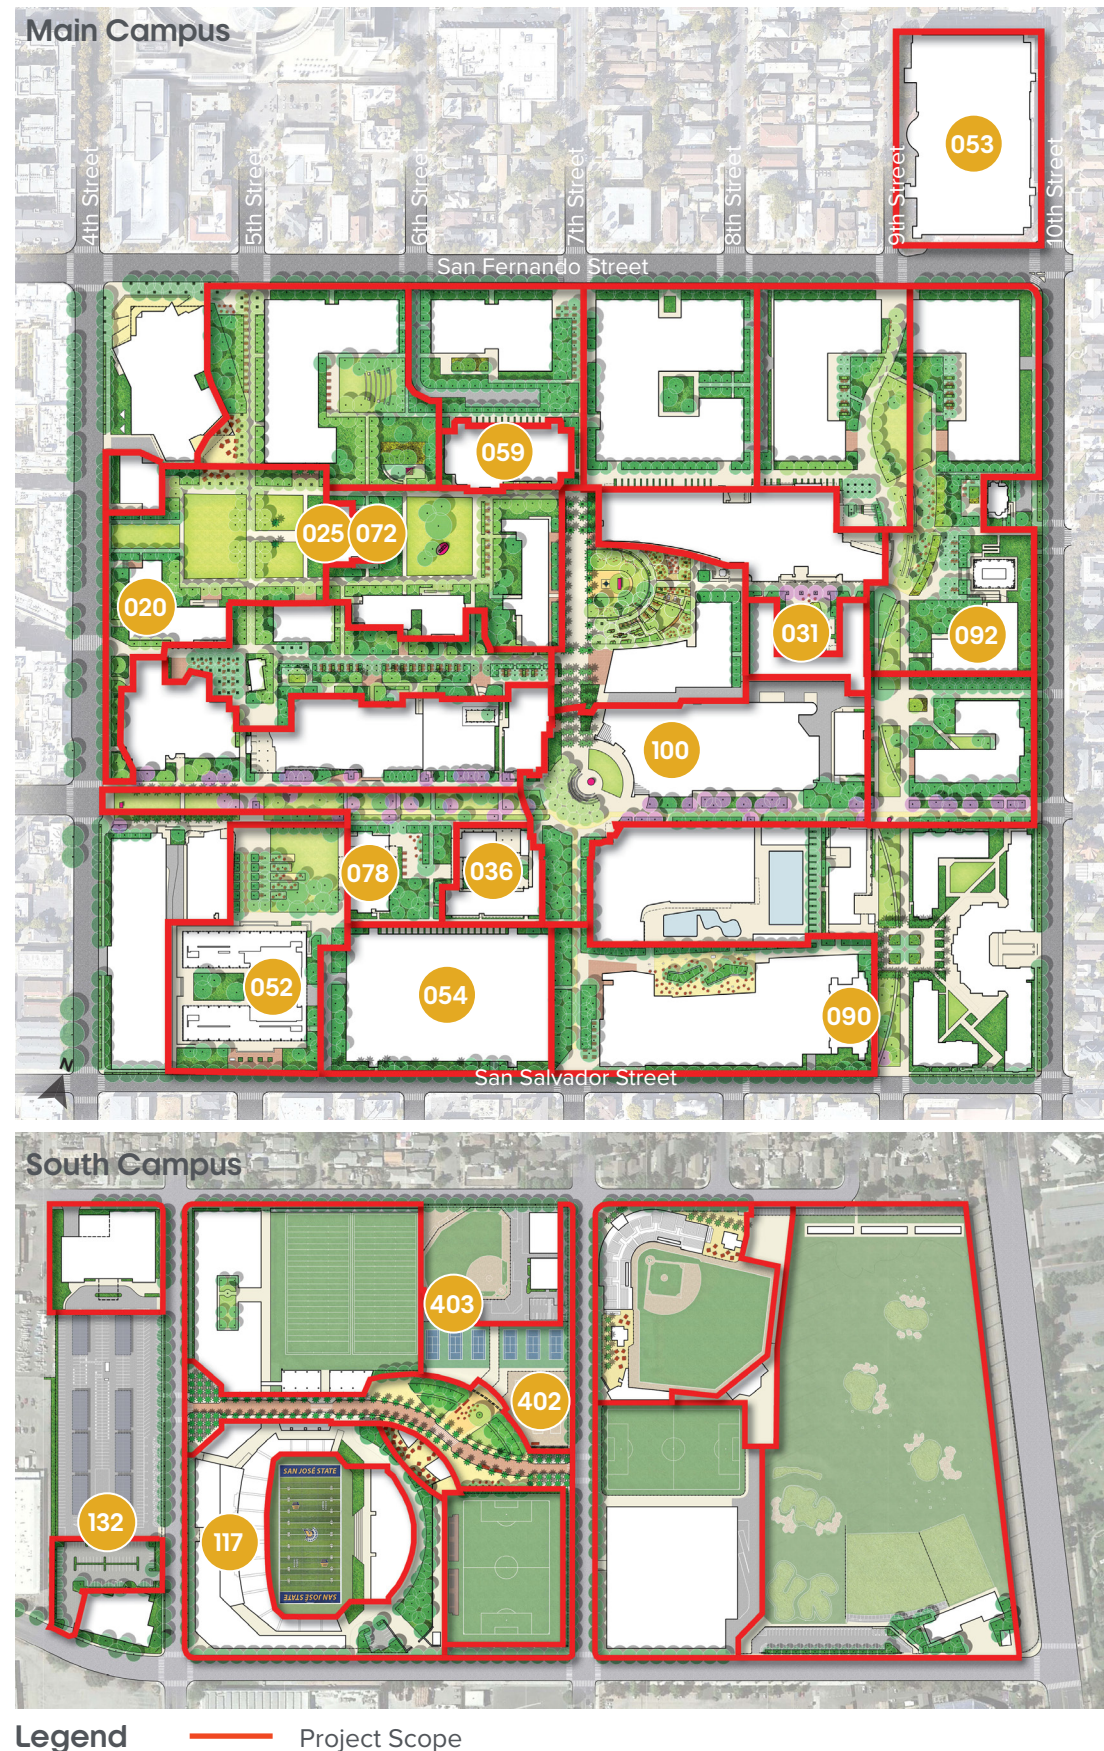 Main Campus
053
4th Street
5th Street
6th Street
7th Street
8th Street
9th Street
10th Street
San Fernando Street
059
025
072
020
031
092
100
078
036
052
054
090
N
San Salvador Street
South Campus
403
402
SAN JOSÉ STATE
132
117
SAN JOSÉ STATE
Legend
Project Scope